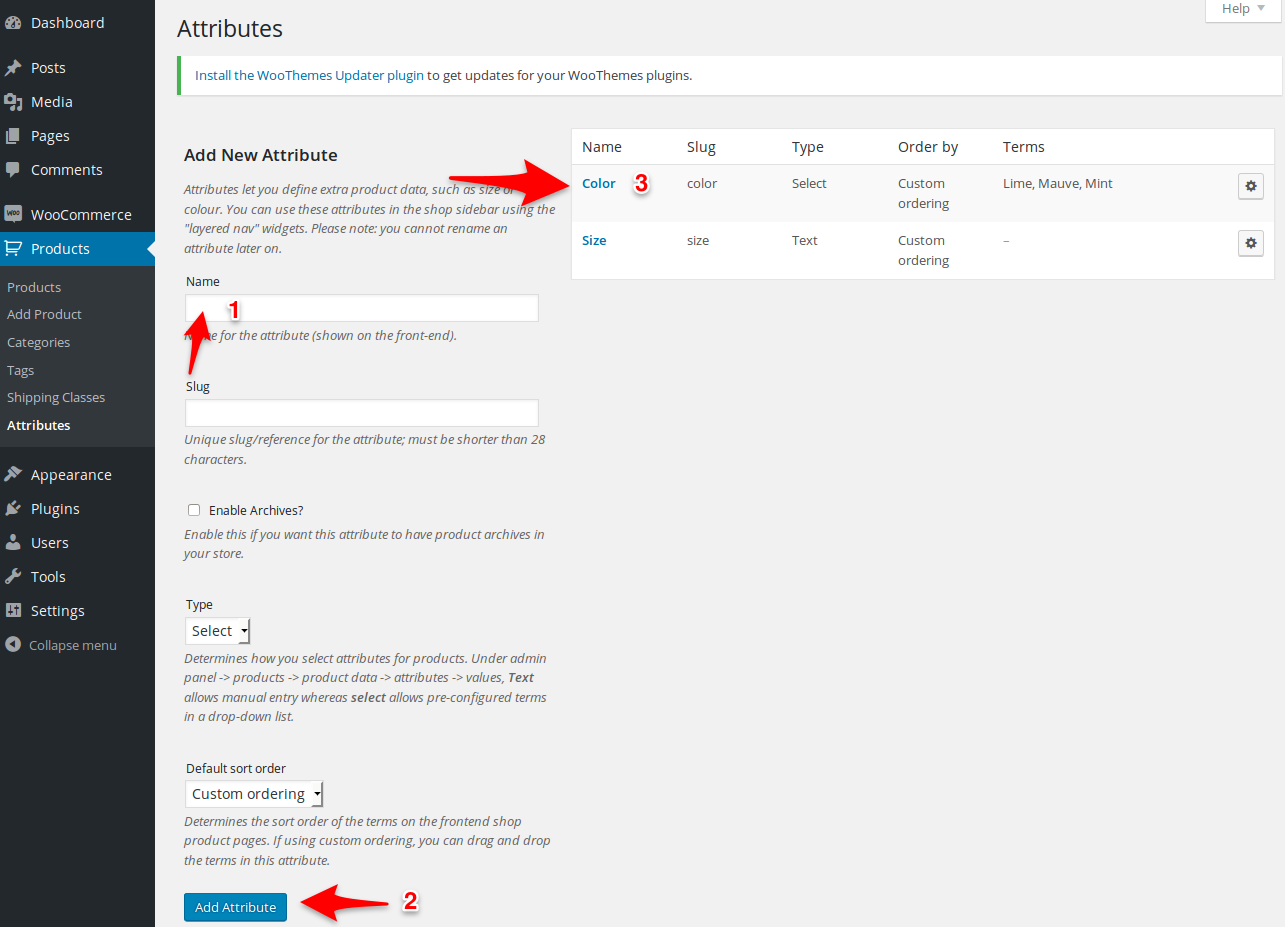 Dashboard
Posts
Media
Pages
Comments
WOO
WooCommerce
Products
Products
Add Product
Categories
Tags
Shipping Classes
Attributes
Appearance
Plugins
Users
Tools
Settings
Collapse menu
Help
Attributes
Install the WooThemes Updater plugin to get updates for your WooThemes plugins.
Add New Attribute
Attributes let you define extra product data, such as size or
colour. You can use these attributes in the shop sidebar using the
"layered nav" widgets. Please note: you cannot rename an
attribute later on.
Name
1
Name for the attribute (shown on the front-end).
Slug
Unique slug/reference for the attribute; must be shorter than 28
characters.
Enable Archives?
Enable this if you want this attribute to have product archives in
your store.
Type
Select
Determines how you select attributes for products. Under admin
panel -> products -> product data -> attributes -> values, Text
allows manual entry whereas select allows pre-configured terms
in a drop-down list.
Default sort order
Custom ordering
Determines the sort order of the terms on the frontend shop
product pages. If using custom ordering, you can drag and drop
the terms in this attribute.
Add Attribute
2
Name Slug Type Order by Terms
Color 3 color Select Custom Lime, Mauve, Mint
ordering
Size size Text Custom –
ordering